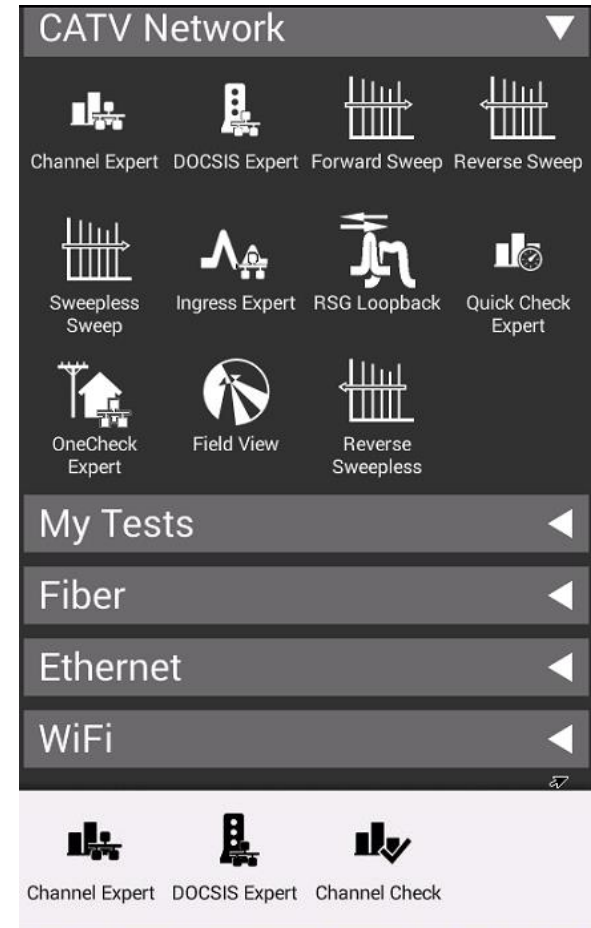 CATV Network
Channel Expert
DOCSIS Expert
Forward Sweep
Reverse Sweep
Sweepless
Sweep
Ingress Expert
RSG Loopback
Quick Check
Expert
OneCheck
Expert
Field View
Reverse
Sweepless
My Tests
Fiber
Ethernet
WiFi
Channel Expert
DOCSIS Expert
Channel Check